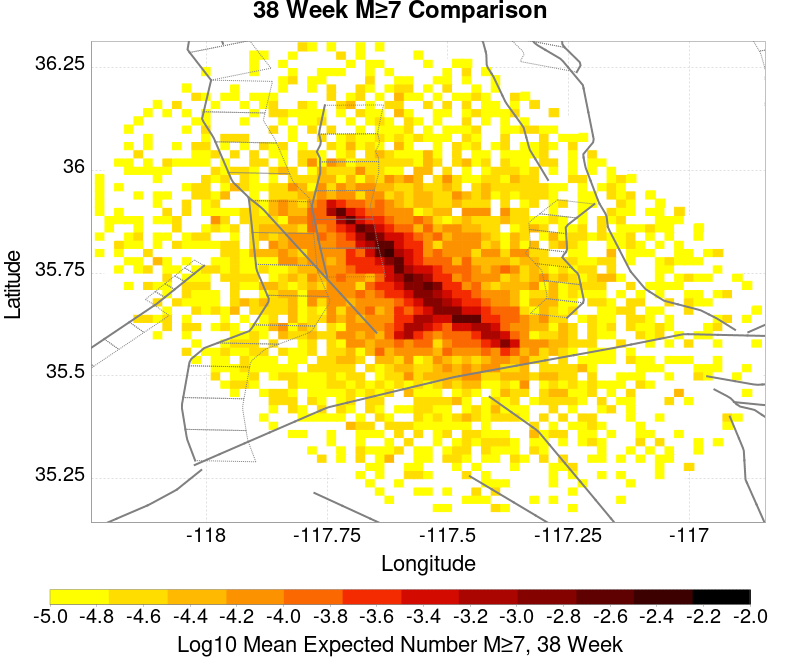 38 Week M≥7 Comparison
36.25
36
35.75
35.5
35.25
Latitude
-118
-117.75
-117.5
-117.25
-117
Longitude
-5.0 -4.8 -4.6 -4.4 -4.2 -4.0 -3.8 -3.6 -3.4 -3.2 -3.0 -2.8 -2.6 -2.4 -2.2 -2.0
Log10 Mean Expected Number M≥7, 38 Week